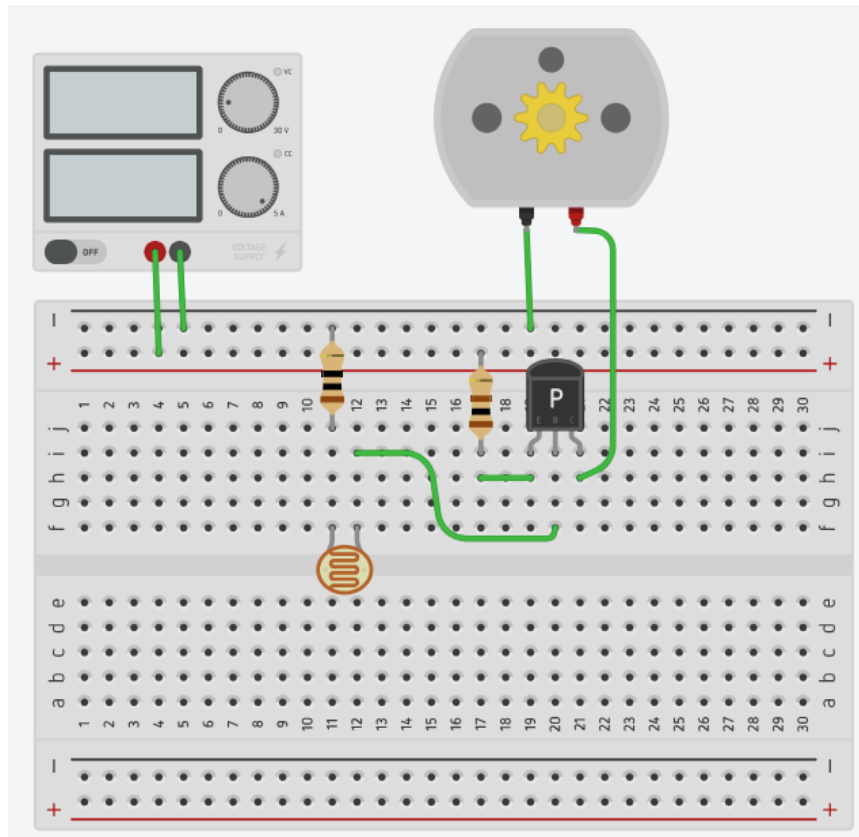 VC
0 30 V
CC
0 5 A
OFF VOLTAGE SUPPLY
− −
+ +
1 2 3 4 5 6 7 8 9 10 11 12 13 14 15 16 17 18 19 20 21 22 23 24 25 26 27 28 29 30
P
E B C
j j
i i
h h
g g
f f
e e
d d
c c
b b
a a
1 2 3 4 5 6 7 8 9 10 11 12 13 14 15 16 17 18 19 20 21 22 23 24 25 26 27 28 29 30
− −
+ +